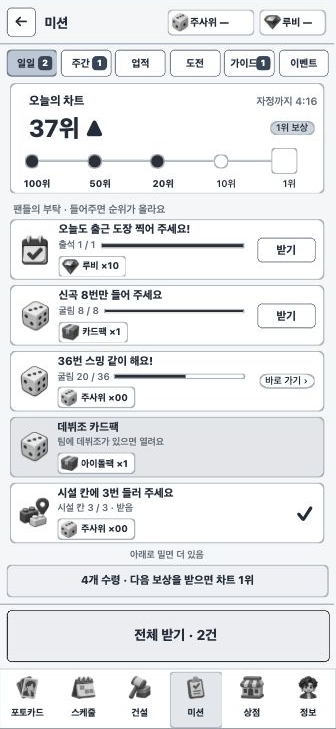 미션
주사위 —
루비 —
일일 2
주간 1
업적
도전
가이드 1
이벤트
오늘의 차트
자정까지 4:16
37위 ▲
1위 보상
100위
50위
20위
10위
1위
팬들의 부탁 · 들어주면 순위가 올라요
오늘도 출근 도장 찍어 주세요!
출석 1 / 1
루비 ×10
받기
신곡 8번만 들어 주세요
굴림 8 / 8
카드팩 ×1
받기
36번 스밍 같이 해요!
굴림 20 / 36
주사위 ×00
바로 가기 ›
데뷔조 카드팩
팀에 데뷔조가 있으면 열려요
아이돌팩 ×1
시설 칸에 3번 들러 주세요
시설 칸 3 / 3 · 받음
주사위 ×00
아래로 밀면 더 있음
4개 수령 · 다음 보상을 받으면 차트 1위
전체 받기 · 2건
포토카드
스케줄
건설
미션
상점
정보